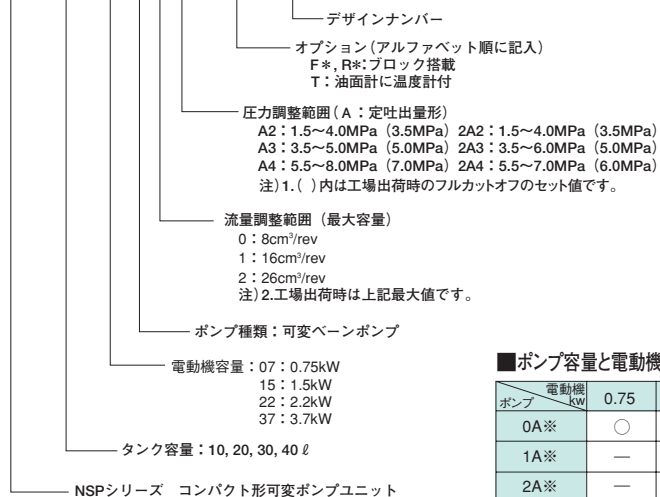 デザインナンバー
オプション(アルファベット順に記入)
F*, R*:ブロック搭載
T:油面計に温度計付
圧力調整範囲(A:定吐出量形)
A2:1.5~4.0MPa(3.5MPa) 2A2:1.5~4.0MPa(3.5MPa)
A3:3.5~5.0MPa(5.0MPa) 2A3:3.5~6.0MPa(5.0MPa)
A4:5.5~8.0MPa(7.0MPa) 2A4:5.5~7.0MPa(6.0MPa)
注)1.( )内は工場出荷時のフルカットオフのセット値です。
流量調整範囲(最大容量)
0:8cm³/rev
1:16cm³/rev
2:26cm³/rev
注)2.工場出荷時は上記最大値です。
ポンプ種類:可変ベーンポンプ
電動機容量:07:0.75kW
15:1.5kW
22:2.2kW
37:3.7kW
タンク容量:10, 20, 30, 40 ℓ
NSPシリーズ コンパクト形可変ポンプユニット
■ポンプ容量と電動機
ポンプ 電動機 kw 0.75
0A※ ○
1A※ —
2A※ —